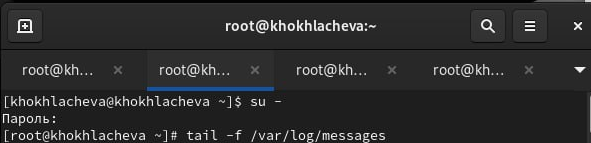 root@khokhlacheva:~
root@kh... root@kh... root@kh... root@kh...
[khokhlacheva@khokhlacheva ~]$ su -
Пароль:
[root@khokhlacheva ~]# tail -f /var/log/messages